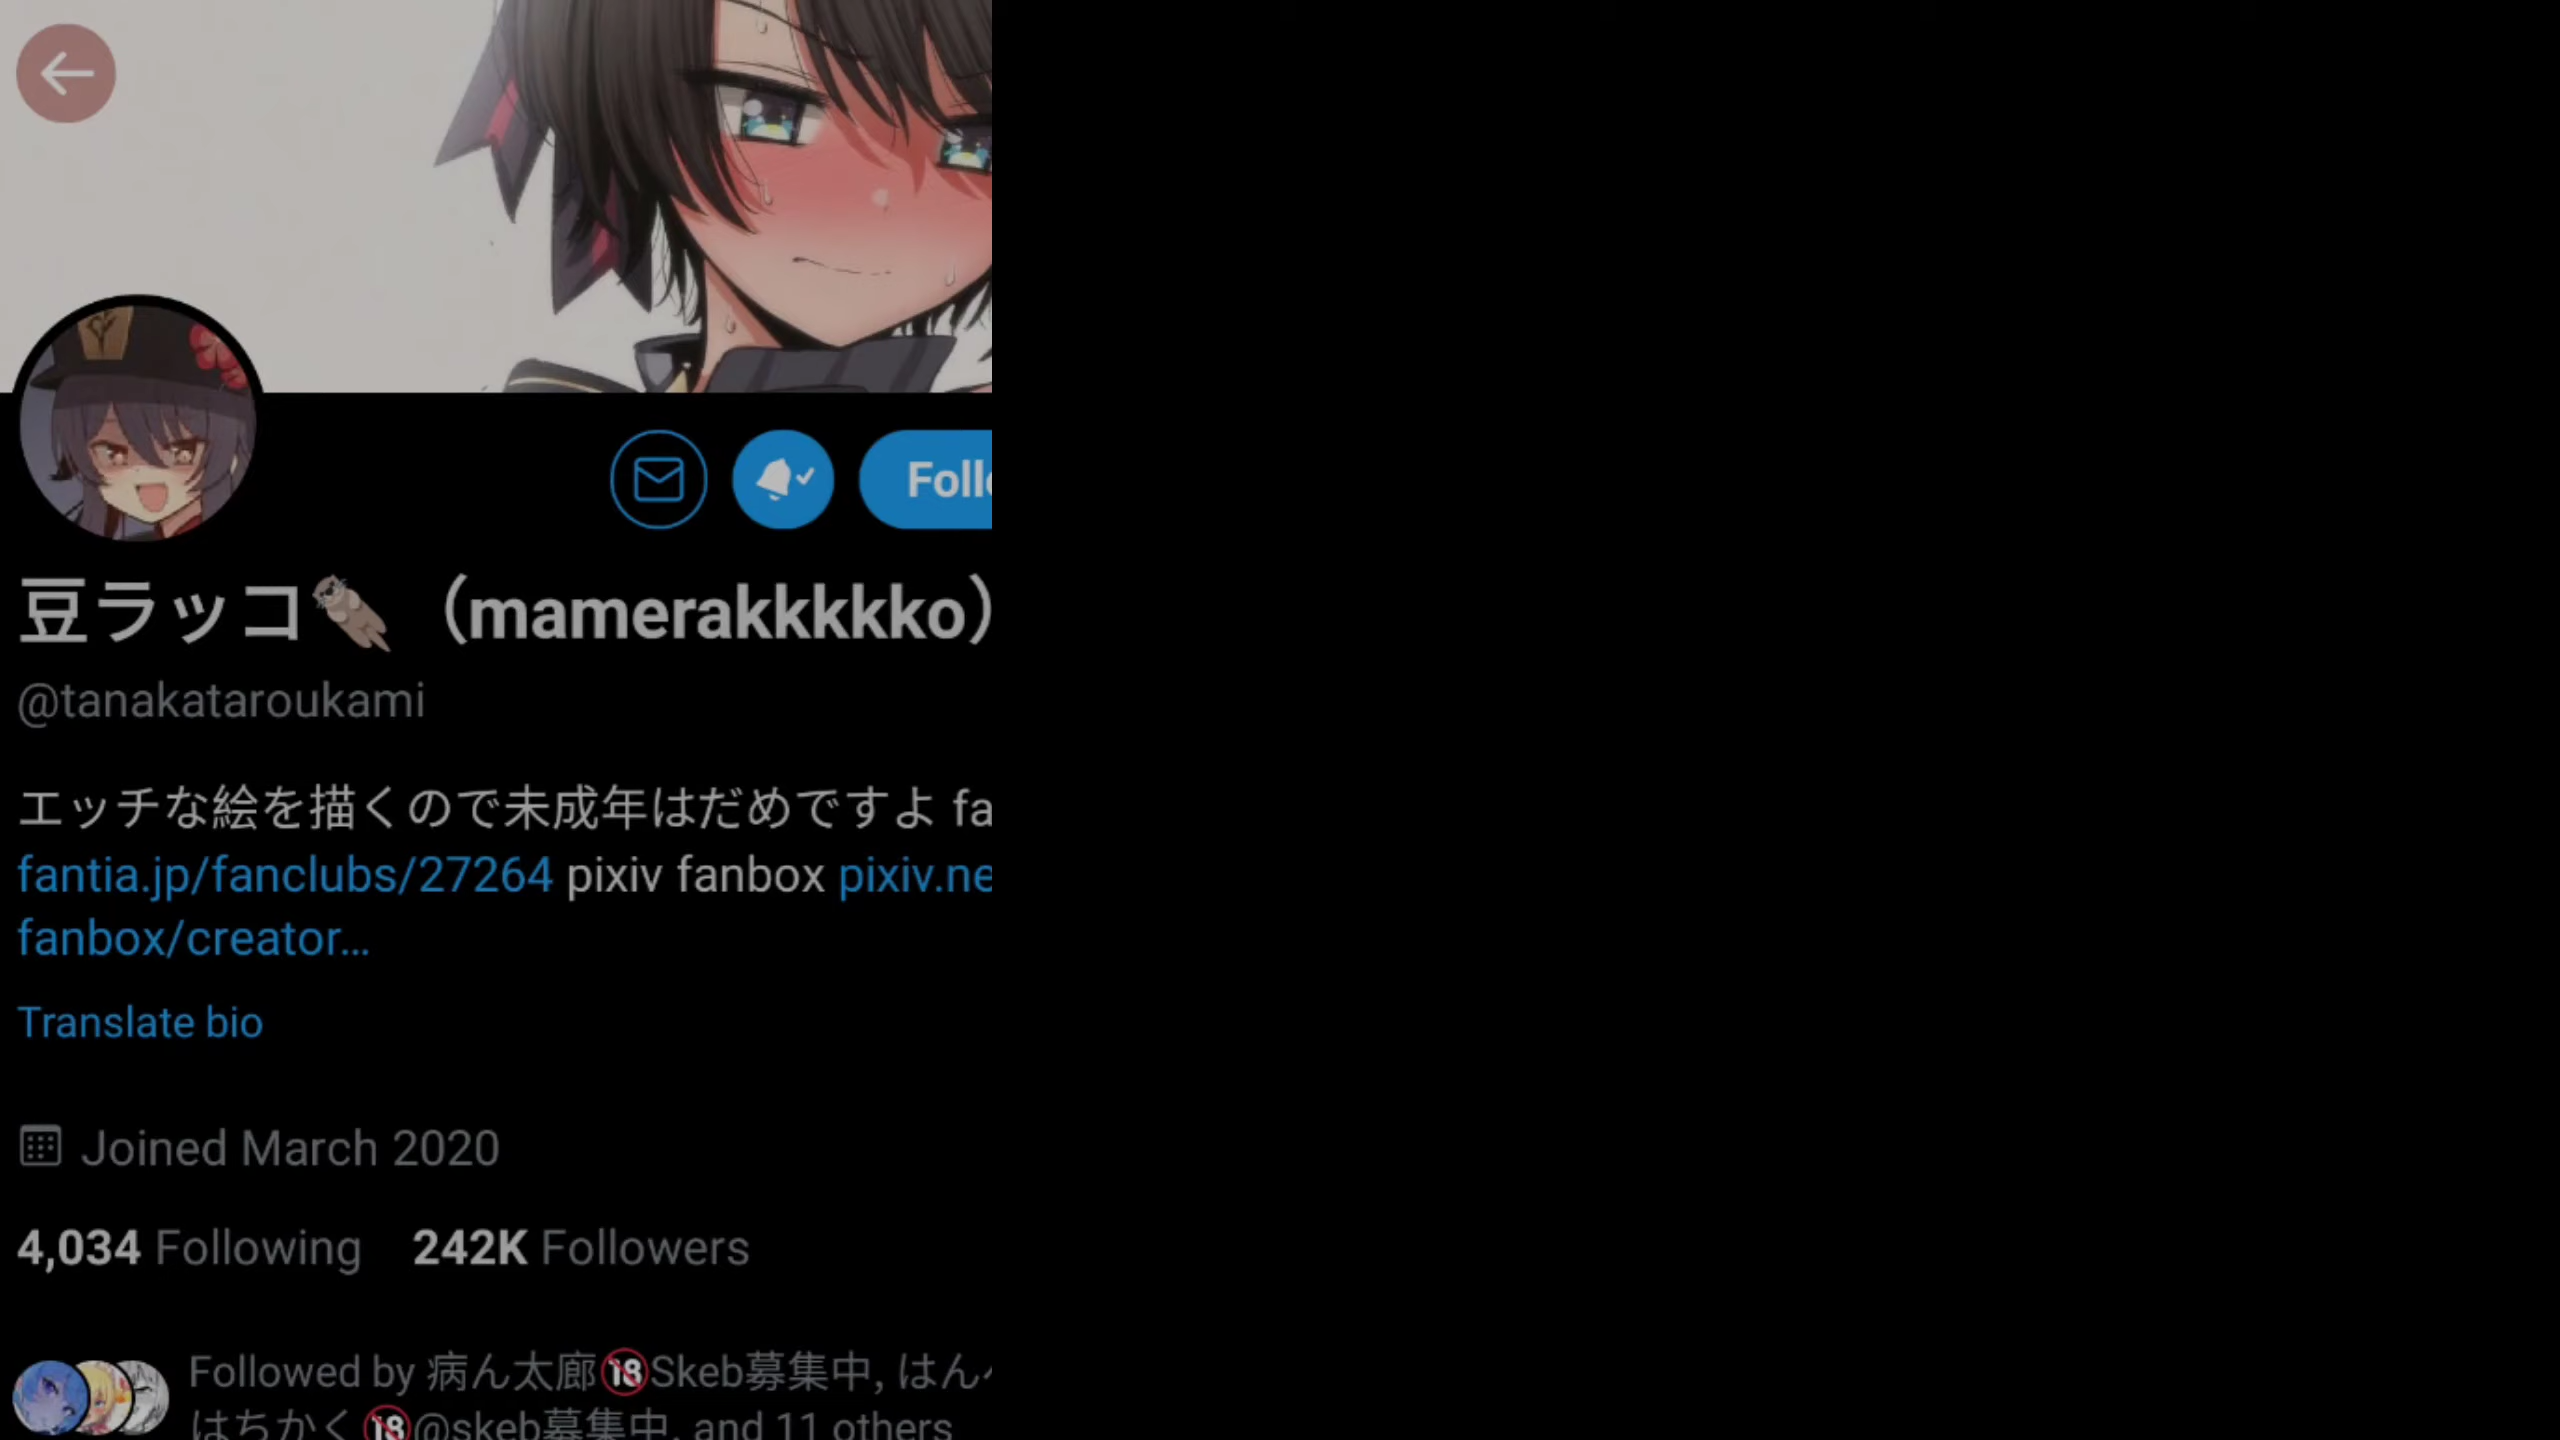 Foll
豆ラッコ🦦（mamerakkkkko）
@tanakataroukami
エッチな絵を描くので未成年はだめですよ fa
fantia.jp/fanclubs/27264 pixiv fanbox pixiv.ne
fanbox/creator…
Translate bio
Joined March 2020
4,034 Following 242K Followers
Followed by 病ん太廊🔞Skeb募集中, はん
はちかく🔞@skeb募集中, and 11 others